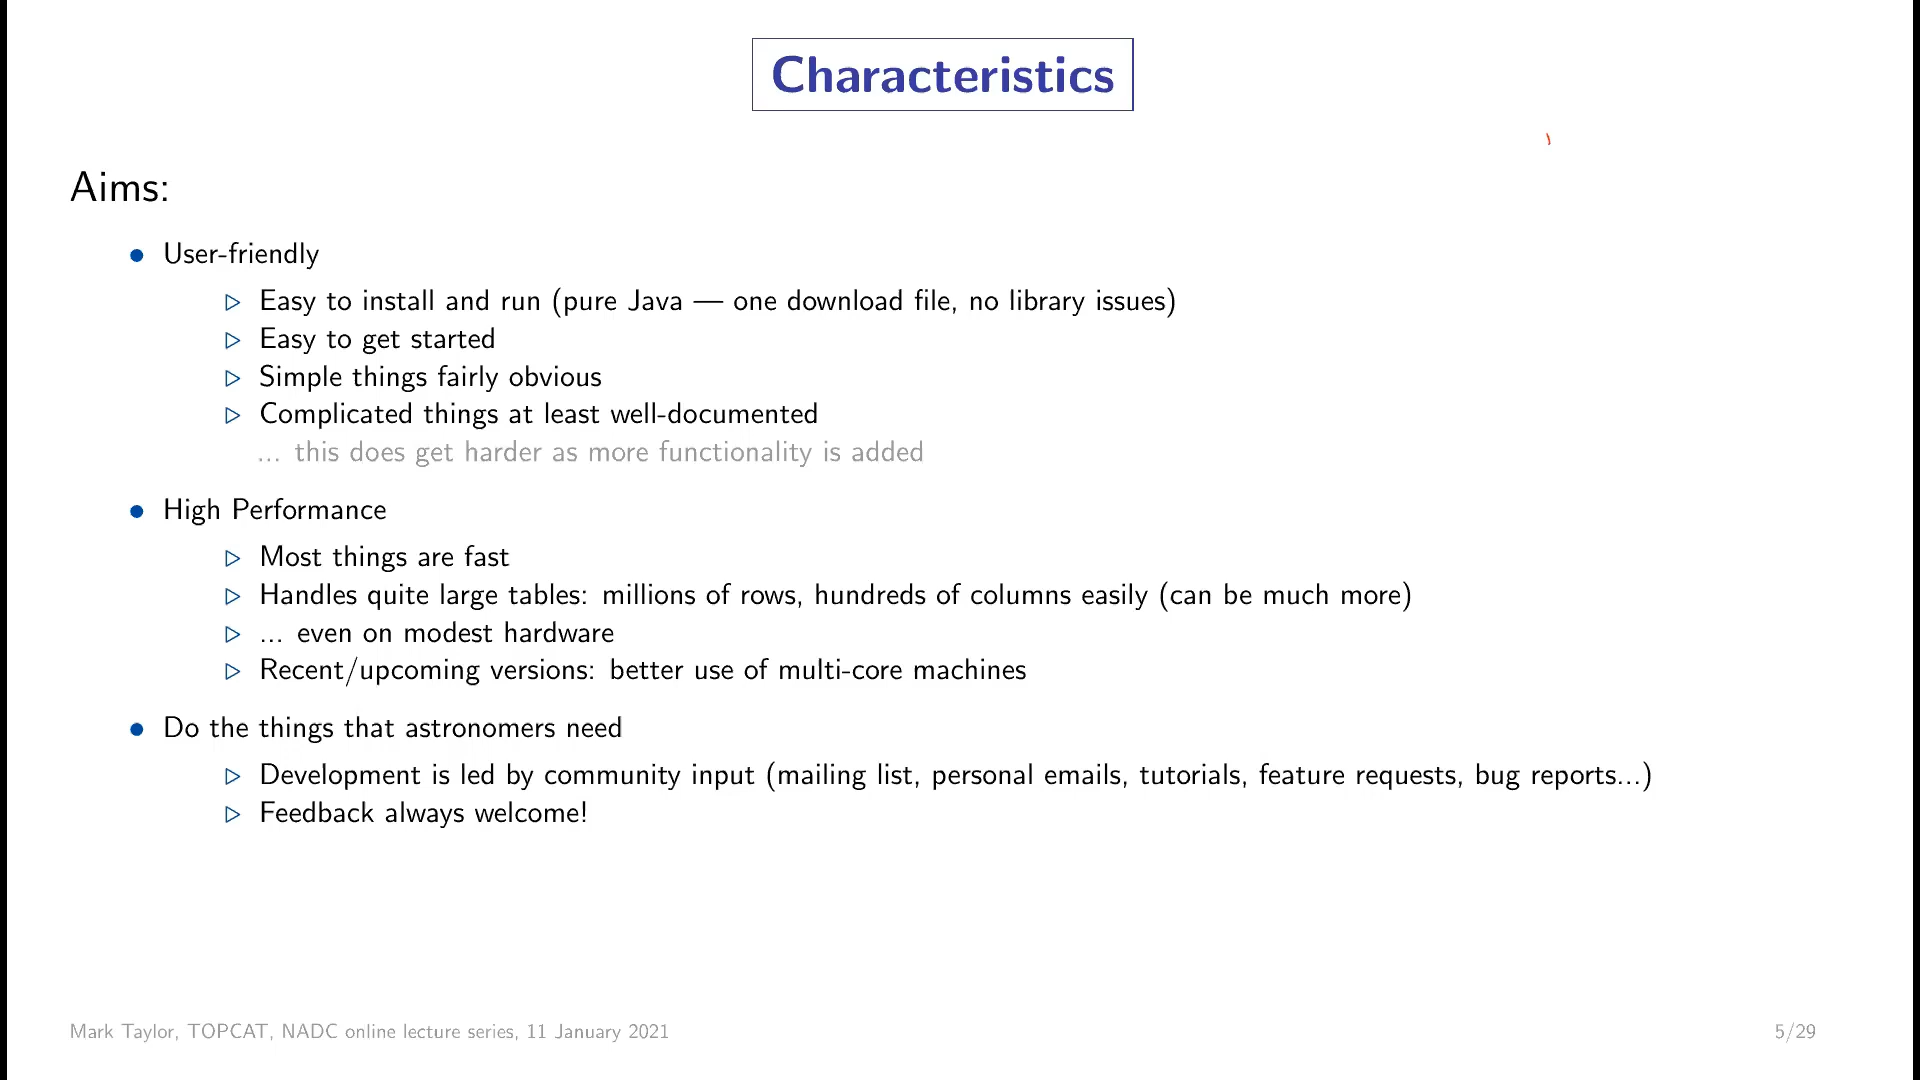 Characteristics
Aims:
• User-friendly
▷ Easy to install and run (pure Java — one download file, no library issues)
▷ Easy to get started
▷ Simple things fairly obvious
▷ Complicated things at least well-documented
... this does get harder as more functionality is added
• High Performance
▷ Most things are fast
▷ Handles quite large tables: millions of rows, hundreds of columns easily (can be much more)
▷ ... even on modest hardware
▷ Recent/upcoming versions: better use of multi-core machines
• Do the things that astronomers need
▷ Development is led by community input (mailing list, personal emails, tutorials, feature requests, bug reports...)
▷ Feedback always welcome!
Mark Taylor, TOPCAT, NADC online lecture series, 11 January 2021
5/29